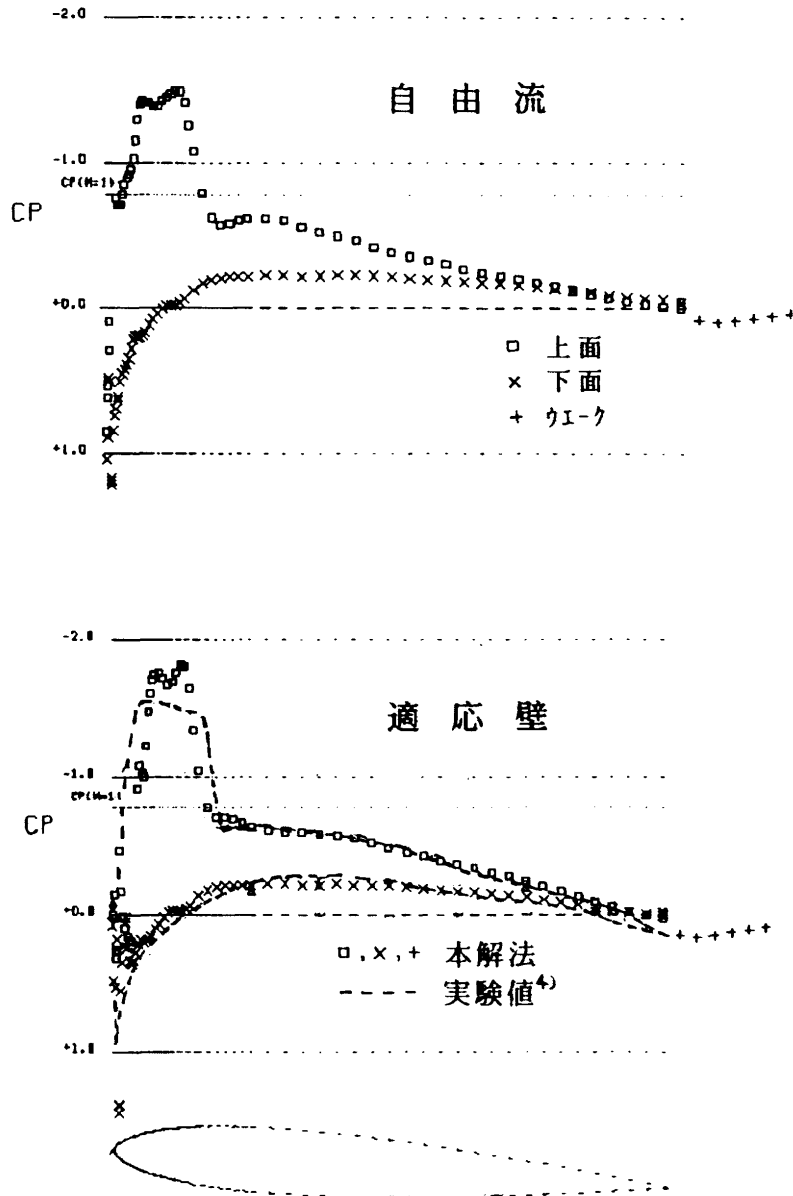 -2.0
自由流
-1.0
CP(M=1)
CP
+0.0
□ 上面
× 下面
+ ウエーク
+1.0
-2.0
適応壁
-1.0
CP(M=1
CP
+0.0
□,×,+ 本解法
--- 実験値4)
+1.0